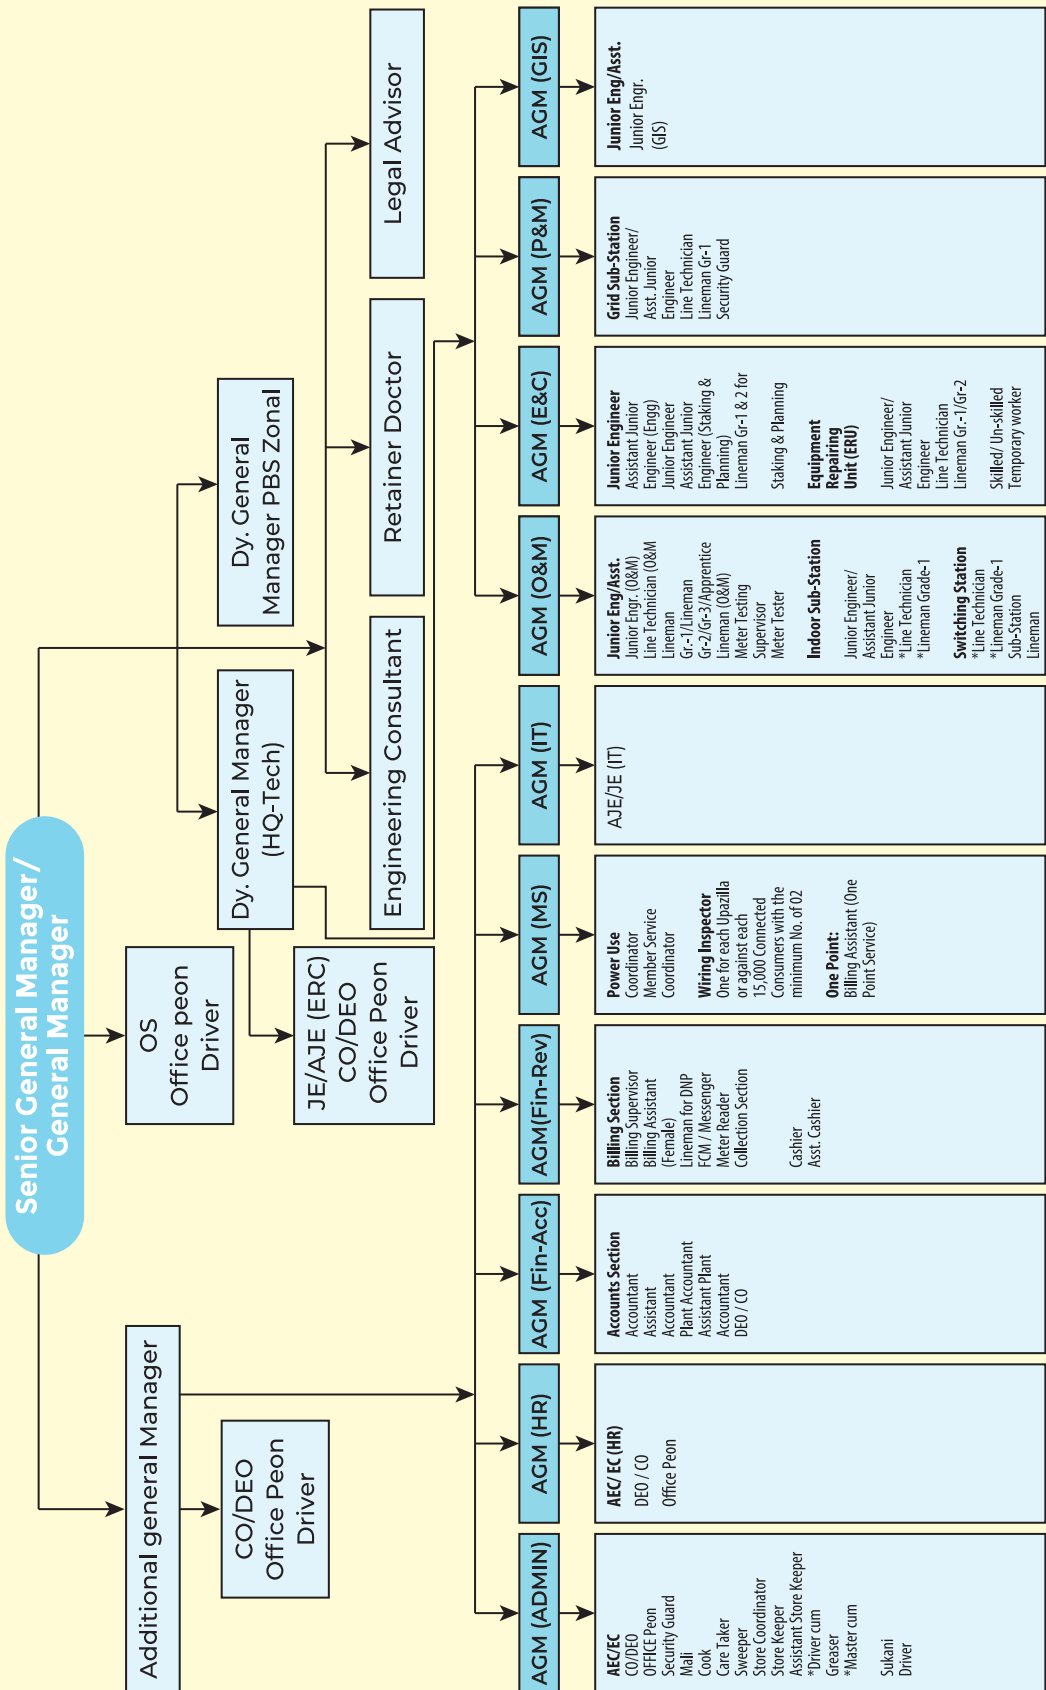 Senior General Manager/
General Manager
Additional general Manager
CO/DEO
Office Peon
Driver
OS
Office peon
Driver
Dy. General Manager
(HQ-Tech)
Dy. General
Manager PBS Zonal
JE/AJE (ERC)
CO/DEO
Office Peon
Driver
Engineering Consultant
Retainer Doctor
Legal Advisor
AGM (ADMIN)
AEC/EC
CO/DEO
OFFICE Peon
Security Guard
Mali
Cook
Care Taker
Sweeper
Store Coordinator
Store Keeper
Assistant Store Keeper
*Driver cum
Greaser
*Master cum
Sukani
Driver
AGM (HR)
AEC/ EC (HR)
DEO / CO
Office Peon
AGM (Fin-Acc)
Accounts Section
Accountant
Assistant
Accountant
Plant Accountant
Assistant Plant
Accountant
DEO / CO
AGM(Fin-Rev)
Billing Section
Billing Supervisor
Billing Assistant
(Female)
Lineman for DNP
FCM / Messenger
Meter Reader
Collection Section
Cashier
Asst. Cashier
AGM (MS)
Power Use
Coordinator
Member Service
Coordinator
Wiring Inspector
One for each Upazilla
or against each
15,000 Connected
Consumers with the
minimum No. of 02
One Point:
Billing Assistant (One
Point Service)
AGM (IT)
AJE/JE (IT)
AGM (O&M)
Junior Eng/Asst.
Junior Engr. (O&M)
Line Technician (O&M
Lineman
Gr.-1/Lineman
Gr-2/Gr-3/Apprentice
Lineman (O&M)
Meter Testing
Supervisor
Meter Tester
Indoor Sub-Station
Junior Engineer/
Assistant Junior
Engineer
*Line Technician
*Lineman Grade-1
Switching Station
*Line Technician
*Lineman Grade-1
Sub-Station
Lineman
AGM (E&C)
Junior Engineer
Assistant Junior
Engineer (Engg)
Junior Engineer
Assistant Junior
Engineer (Staking &
Planning)
Lineman Gr-1 & 2 for
Staking & Planning
Equipment
Repairing
Unit (ERU)
Junior Engineer/
Assistant Junior
Engineer
Line Technician
Lineman Gr.-1/Gr-2
Skilled/ Un-skilled
Temporary worker
AGM (P&M)
Grid Sub-Station
Junior Engineer/
Asst. Junior
Engineer
Line Technician
Lineman Gr-1
Security Guard
AGM (GIS)
Junior Eng/Asst.
Junior Engr.
(GIS)